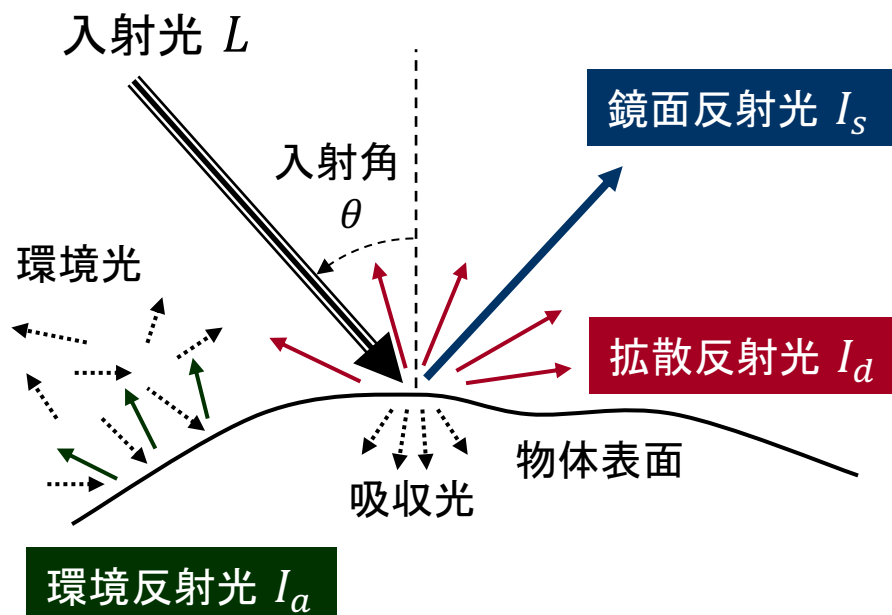 入射光 L
鏡面反射光 I_s
入射角
θ
環境光
拡散反射光 I_d
物体表面
吸収光
環境反射光 I_a